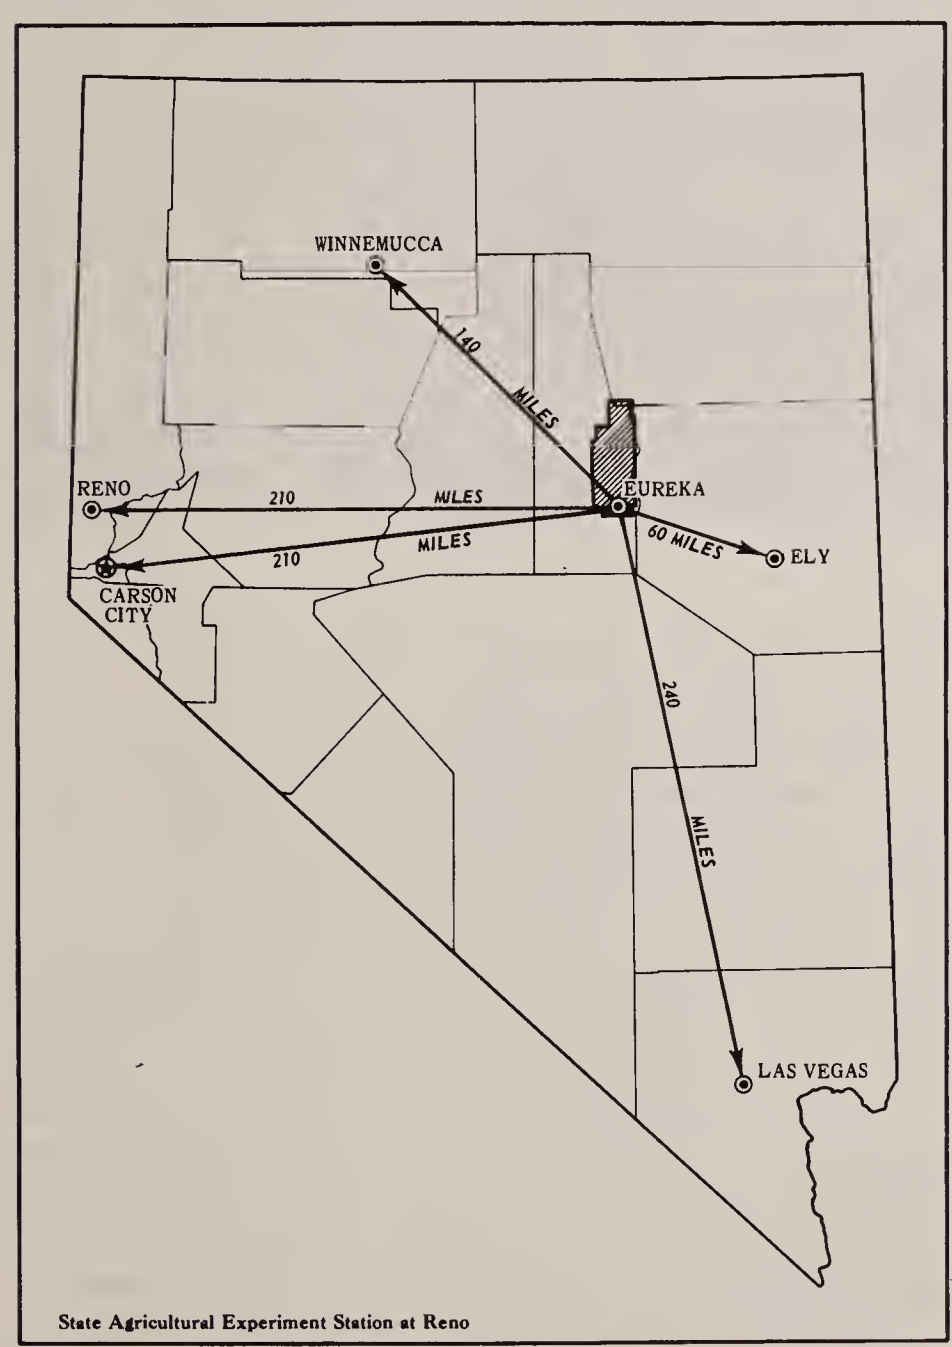 WINNEMUCCA
140
MILES
RENO
210
MILES
EUREKA
60 MILES
ELY
210
MILES
CARSON
CITY
240
MILES
LAS VEGAS
State Agricultural Experiment Station at Reno